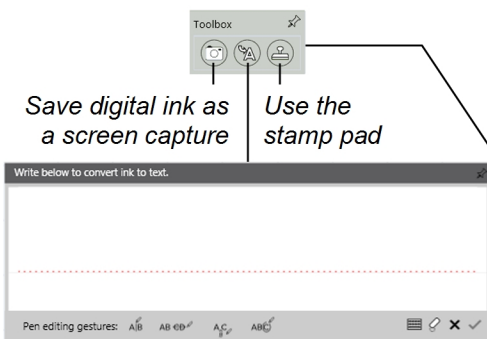 Toolbox
Save digital ink as
a screen capture
Use the
stamp pad
Write below to convert ink to text.
Pen editing gestures: